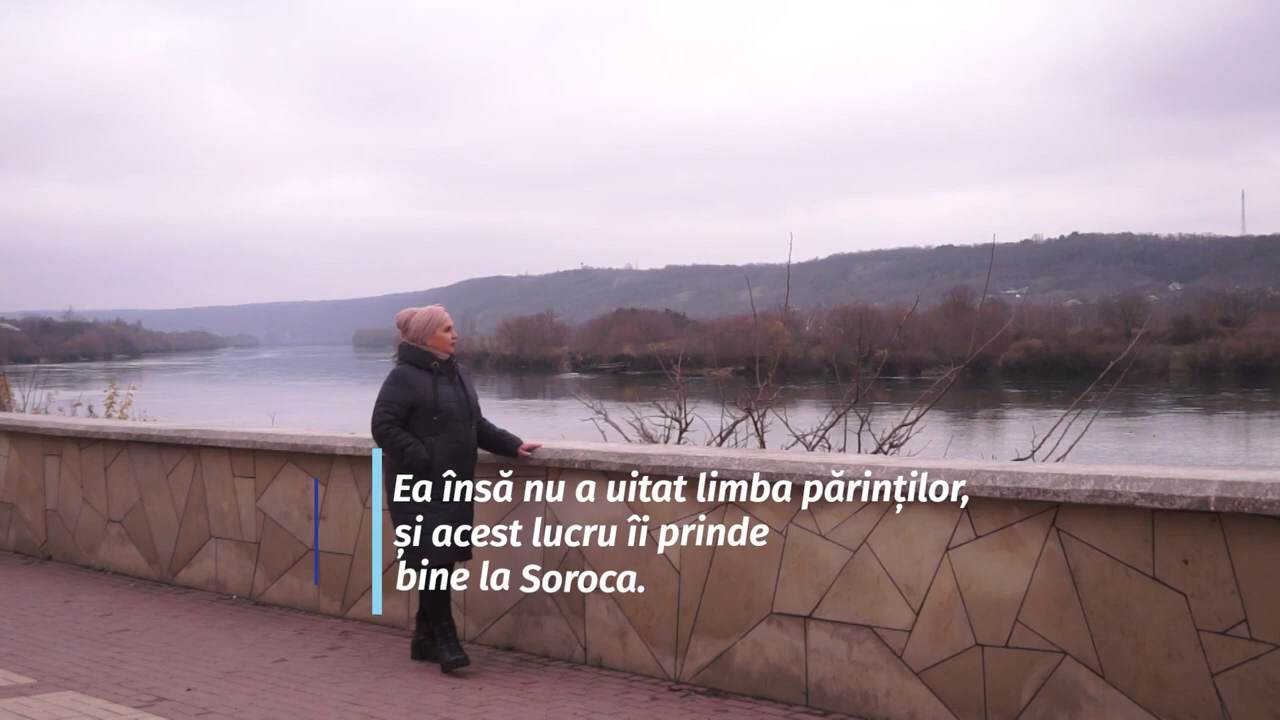 Ea însă nu a uitat limba părinților,
și acest lucru îi prinde
bine la Soroca.